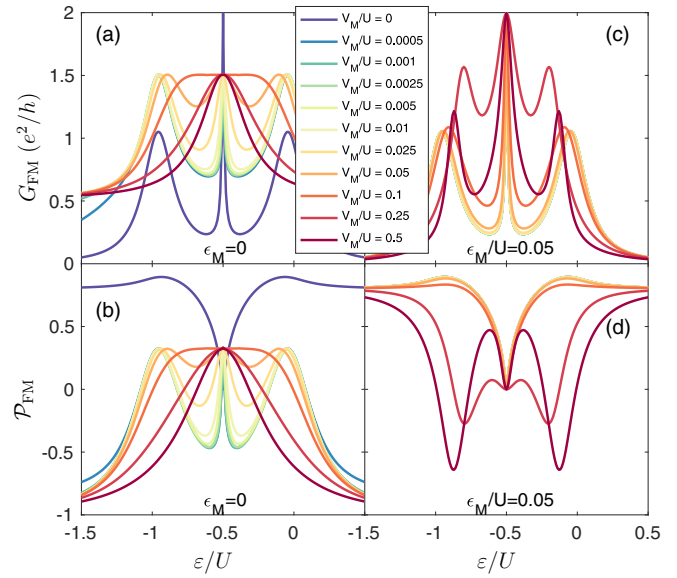 (a)
2
1.5
1
0.5
0
G_FM (e²/h)
ϵ_M=0
V_M/U = 0
V_M/U = 0.0005
V_M/U = 0.001
V_M/U = 0.0025
V_M/U = 0.005
V_M/U = 0.01
V_M/U = 0.025
V_M/U = 0.05
V_M/U = 0.1
V_M/U = 0.25
V_M/U = 0.5
(c)
ϵ_M/U=0.05
(b)
0.5
0
-0.5
-1
𝒫_FM
ϵ_M=0
-1.5 -1 -0.5 0
ε/U
(d)
ϵ_M/U=0.05
-1.5 -1 -0.5 0 0.5
ε/U